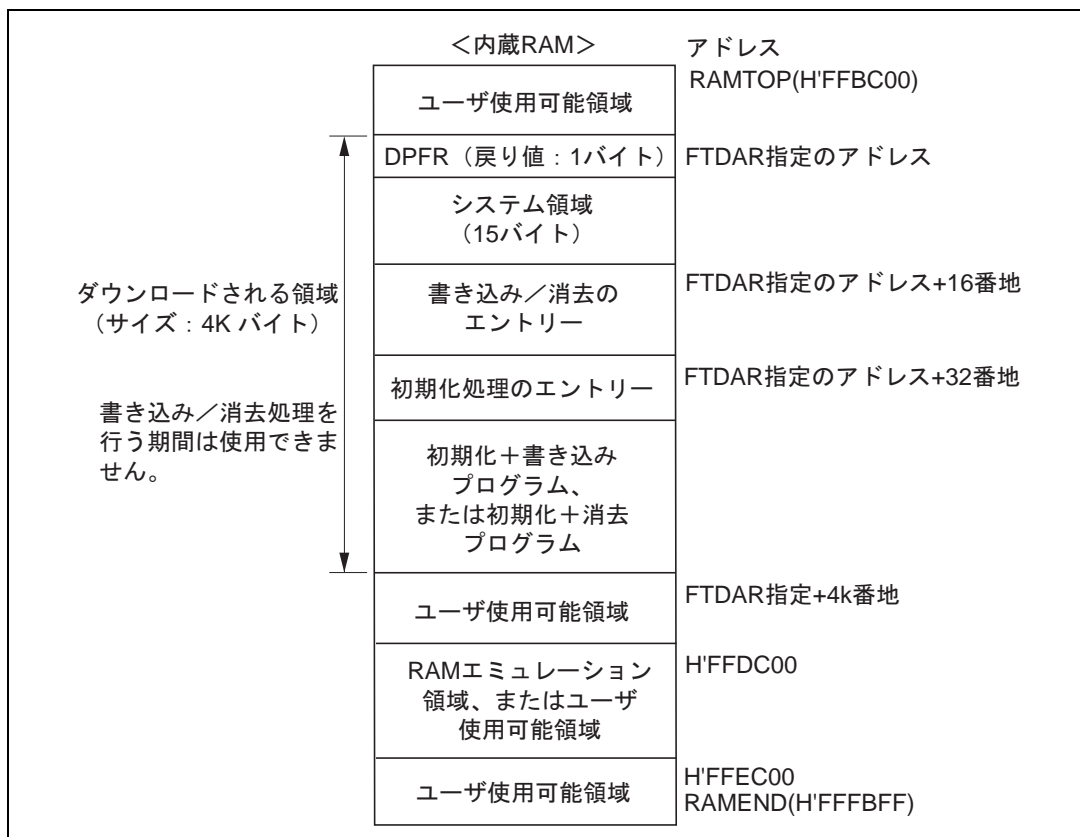 <内蔵RAM>
アドレス
RAMTOP(H'FFBC00)
ユーザ使用可能領域
DPFR（戻り値：1バイト）
FTDAR指定のアドレス
システム領域
（15バイト）
ダウンロードされる領域
（サイズ：4K バイト）
書き込み／消去の
エントリー
FTDAR指定のアドレス+16番地
初期化処理のエントリー
FTDAR指定のアドレス+32番地
書き込み／消去処理を
行う期間は使用できま
せん。
初期化＋書き込み
プログラム、
または初期化＋消去
プログラム
ユーザ使用可能領域
FTDAR指定+4k番地
RAMエミュレーション
領域、またはユーザ
使用可能領域
H'FFDC00
ユーザ使用可能領域
H'FFEC00
RAMEND(H'FFFBFF)